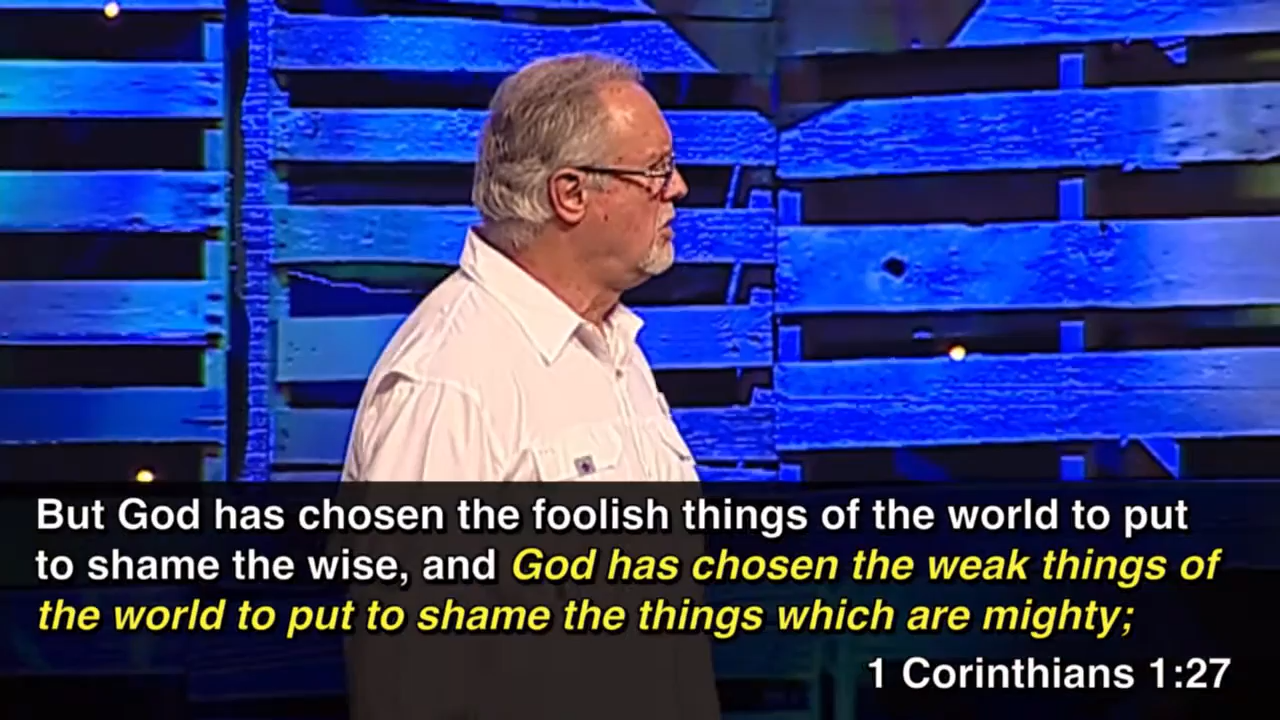 But God has chosen the foolish things of the world to put
to shame the wise, and God has chosen the weak things of
the world to put to shame the things which are mighty;
1 Corinthians 1:27